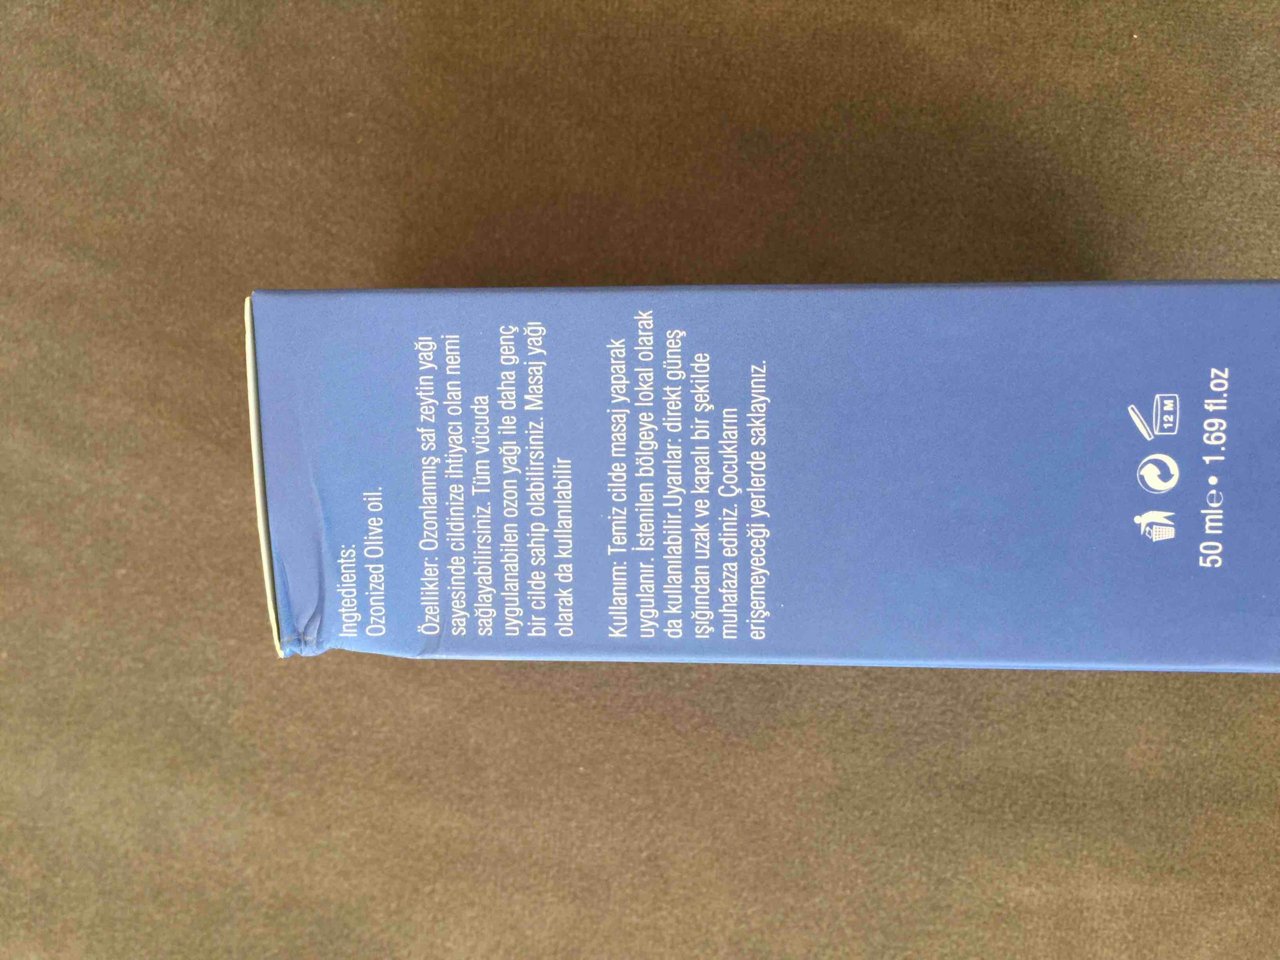 Ingtedients:
Ozonized Olive oil.
Özellikler: Ozonlanmış saf zeytin yağı
sayesinde cildinize ihtiyacı olan nemi
sağlayabilirsiniz. Tüm vücuda
uygulanabilen ozon yağı ile daha genç
bir cilde sahip olabilirsiniz. Masaj yağı
olarak da kullanılabilir
Kullanım: Temiz cilde masaj yaparak
uygulanır. İstenilen bölgeye lokal olarak
da kullanılabilir.Uyarılar: direkt güneş
ışığından uzak ve kapalı bir şekilde
muhafaza ediniz. Çocukların
erişemeyeceği yerlerde saklayınız.
12 M
50 ml℮ • 1.69 fl.oz